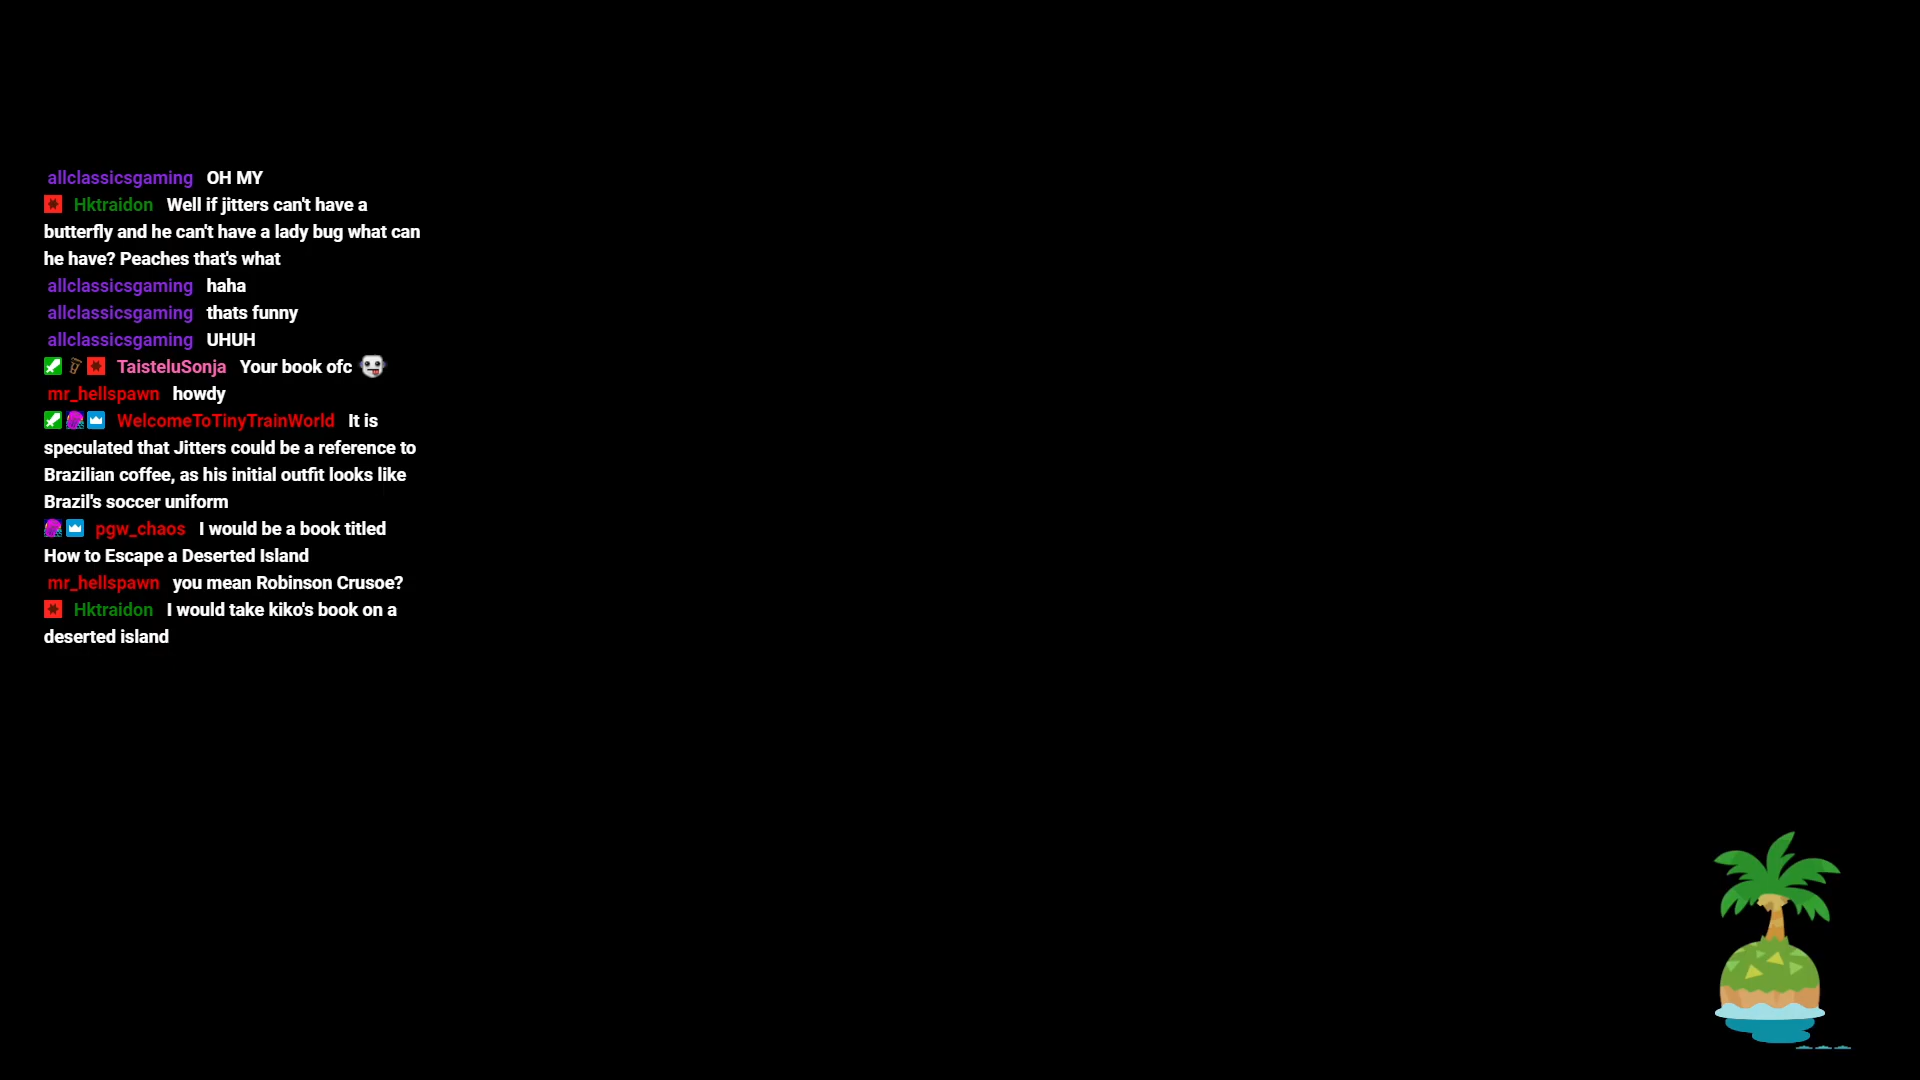 allclassicsgaming OH MY
Hktraidon Well if jitters can't have a
butterfly and he can't have a lady bug what can
he have? Peaches that's what
allclassicsgaming haha
allclassicsgaming thats funny
allclassicsgaming UHUH
TaisteluSonja Your book ofc
mr_hellspawn howdy
WelcomeToTinyTrainWorld It is
speculated that Jitters could be a reference to
Brazilian coffee, as his initial outfit looks like
Brazil's soccer uniform
pgw_chaos I would be a book titled
How to Escape a Deserted Island
mr_hellspawn you mean Robinson Crusoe?
Hktraidon I would take kiko's book on a
deserted island